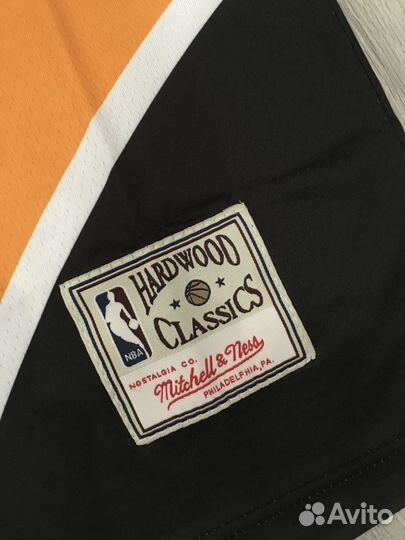 HARDWOOD
CLASSICS
NBA
NOSTALGIA CO.
Mitchell & Ness
PHILADELPHIA, PA.
Avito